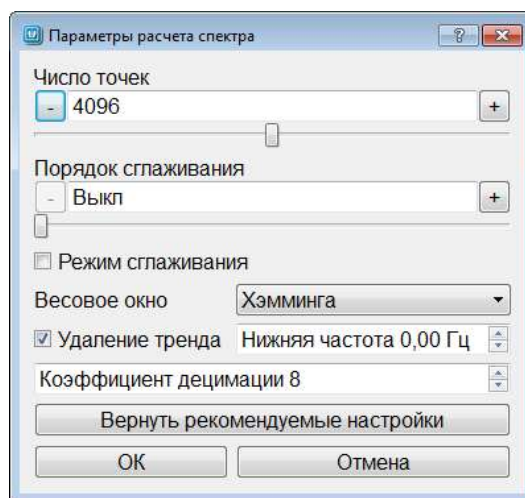 Параметры расчета спектра
Число точек
- 4096 +
Порядок сглаживания
- Выкл +
Режим сглаживания
Весовое окно Хэмминга
Удаление тренда Нижняя частота 0,00 Гц
Коэффициент децимации 8
Вернуть рекомендуемые настройки
ОК Отмена